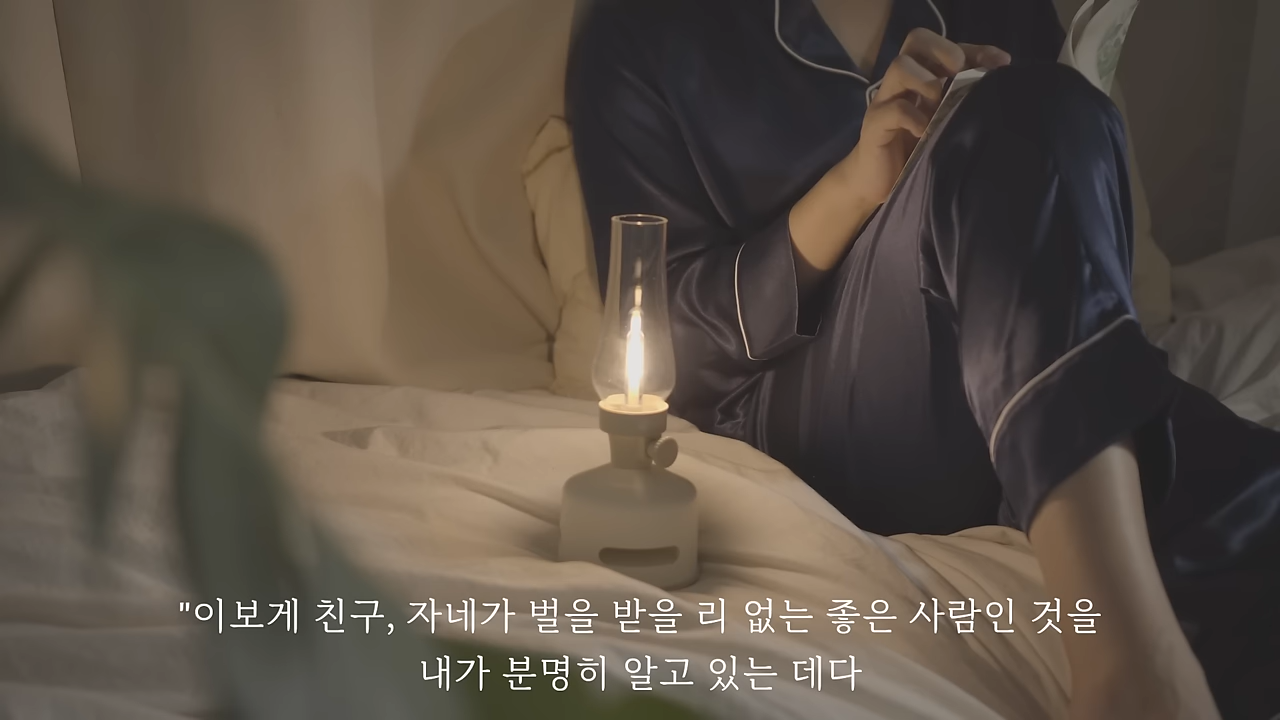 "이보게 친구, 자네가 벌을 받을 리 없는 좋은 사람인 것을
내가 분명히 알고 있는 데다